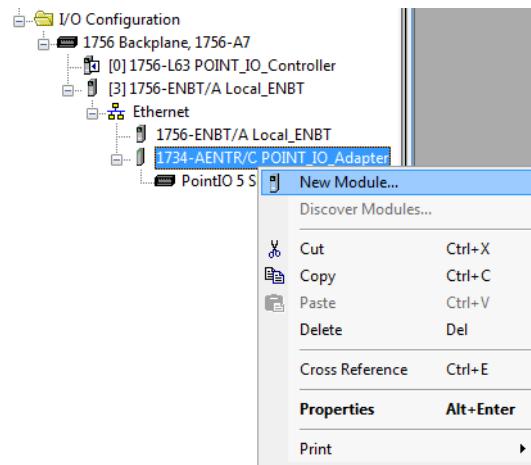 I/O Configuration
1756 Backplane, 1756-A7
[0] 1756-L63 POINT_IO_Controller
[3] 1756-ENBT/A Local_ENBT
Ethernet
1756-ENBT/A Local_ENBT
1734-AENTR/C POINT_IO_Adapter
PointIO 5 S
New Module...
Discover Modules...
Cut Ctrl+X
Copy Ctrl+C
Paste Ctrl+V
Delete Del
Cross Reference Ctrl+E
Properties Alt+Enter
Print